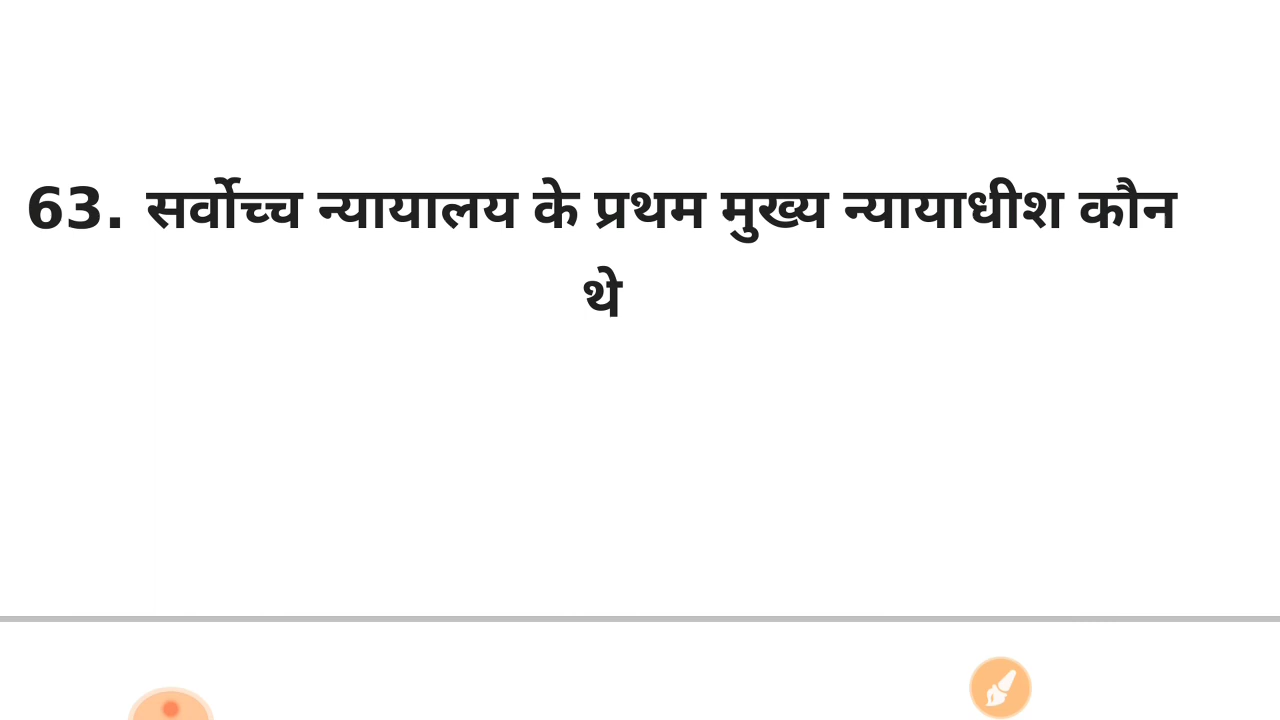 63. सर्वोच्च न्यायालय के प्रथम मुख्य न्यायाधीश कौन
थे